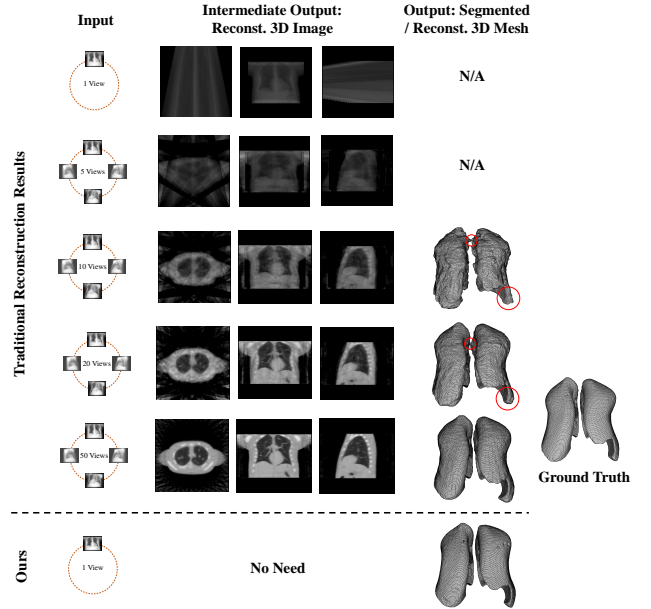 Input
Intermediate Output:
Reconst. 3D Image
Output: Segmented
/ Reconst. 3D Mesh
Traditional Reconstruction Results
1 View
N/A
5 Views
N/A
10 Views
20 Views
50 Views
Ground Truth
Ours
1 View
No Need